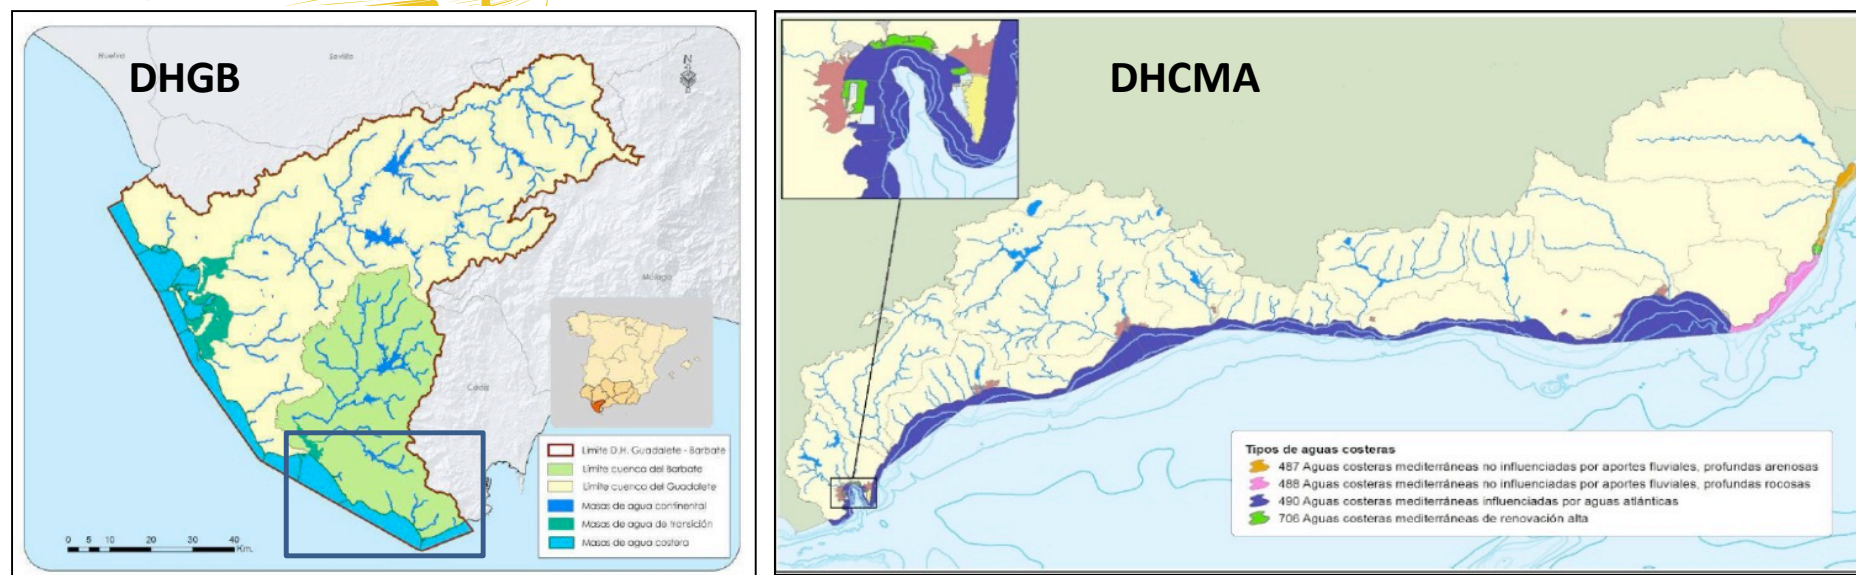 DHGB
Huelva
Sevilla
N
Málaga
Cádiz
Límite D.H. Guadalete - Barbate
Límite cuenca del Barbate
Límite cuenca del Guadalete
Masas de agua continental
Masas de agua de transición
Masas de agua costera
0 5 10 20 30 40
Km.
DHCMA
Tipos de aguas costeras
487 Aguas costeras mediterráneas no influenciadas por aportes fluviales, profundas arenosas
488 Aguas costeras mediterráneas no influenciadas por aportes fluviales, profundas rocosas
490 Aguas costeras mediterráneas influenciadas por aguas atlánticas
706 Aguas costeras mediterráneas de renovación alta